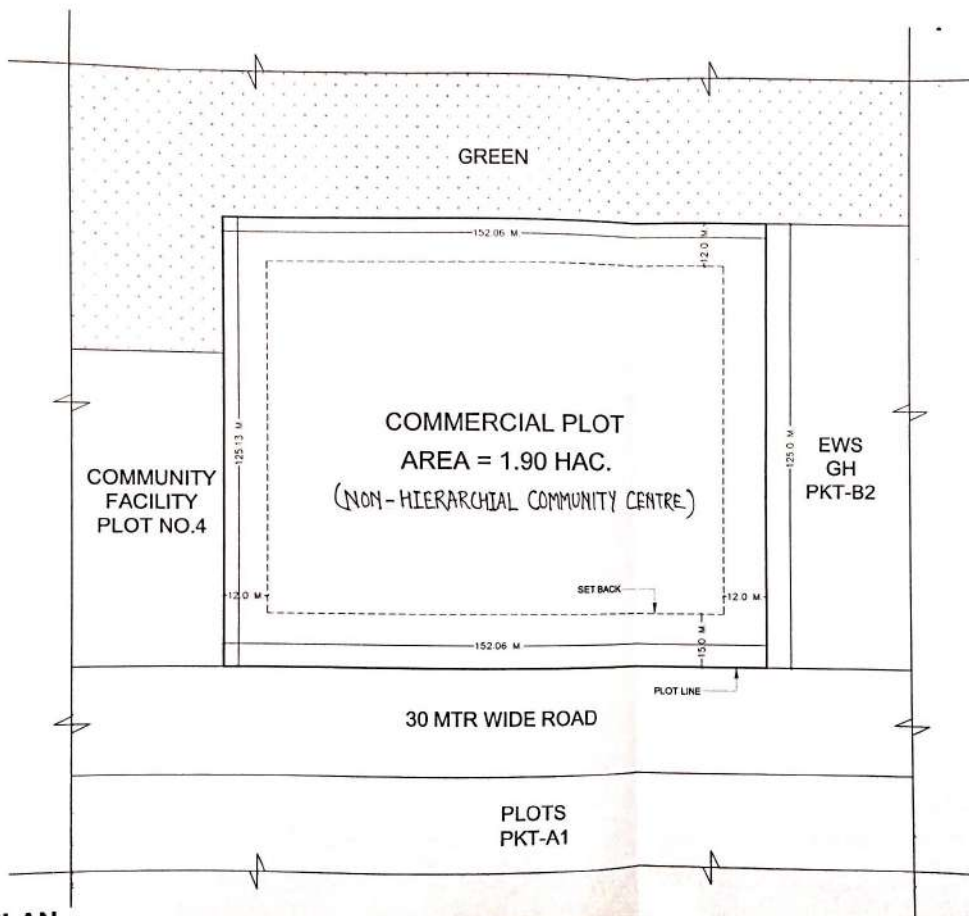 GREEN
152.06 M
12.0 M
COMMERCIAL PLOT
AREA = 1.90 HAC.
(NON-HIERARCHIAL COMMUNITY CENTRE)
125.13 M
125.0 M
COMMUNITY
FACILITY
PLOT NO.4
EWS
GH
PKT-B2
12.0 M
SET BACK
12.0 M
15.0 M
152.06 M
PLOT LINE
30 MTR WIDE ROAD
PLOTS
PKT-A1